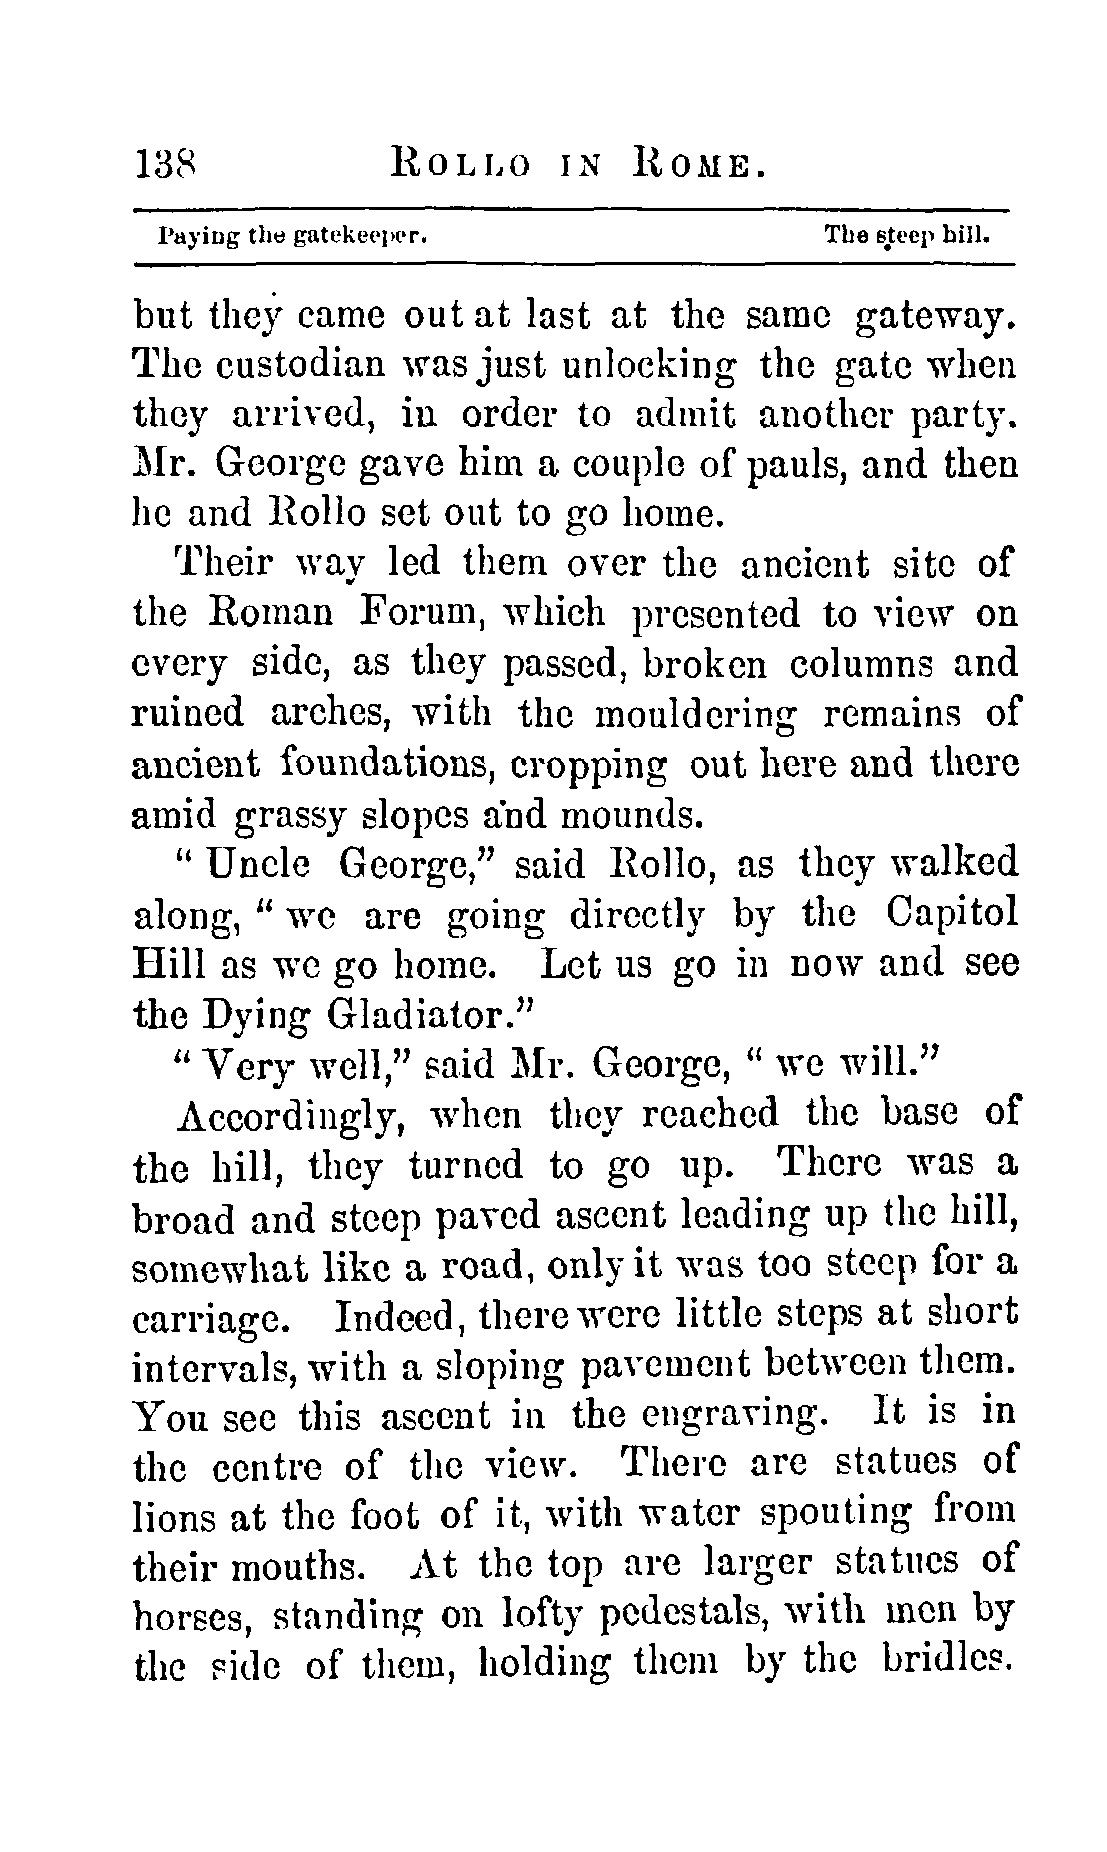 138 ROLLO IN ROME.
Paying the gatekeeper. The steep hill.
but they came out at last at the same gateway.
The custodian was just unlocking the gate when
they arrived, in order to admit another party.
Mr. George gave him a couple of pauls, and then
he and Rollo set out to go home.
Their way led them over the ancient site of
the Roman Forum, which presented to view on
every side, as they passed, broken columns and
ruined arches, with the mouldering remains of
ancient foundations, cropping out here and there
amid grassy slopes and mounds.
“ Uncle George,” said Rollo, as they walked
along, “ we are going directly by the Capitol
Hill as we go home. Let us go in now and see
the Dying Gladiator.”
“ Very well,” said Mr. George, “ we will.”
Accordingly, when they reached the base of
the hill, they turned to go up. There was a
broad and steep paved ascent leading up the hill,
somewhat like a road, only it was too steep for a
carriage. Indeed, there were little steps at short
intervals, with a sloping pavement between them.
You see this ascent in the engraving. It is in
the centre of the view. There are statues of
lions at the foot of it, with water spouting from
their mouths. At the top are larger statues of
horses, standing on lofty pedestals, with men by
the side of them, holding them by the bridles.